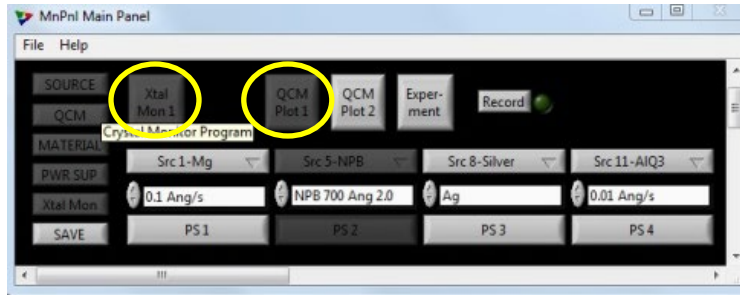 MnPnl Main Panel
File Help
SOURCE
QCM
MATERIAL
PWR SUP
Xtal Mon
SAVE
Xtal
Mon 1
QCM
Plot 1
QCM
Plot 2
Exper-
ment
Record
Crystal Monitor Program
Src 1-Mg
Src 5-NPB
Src 8-Silver
Src 11-AlQ3
0.1 Ang/s
NPB 700 Ang 2.0
Ag
0.01 Ang/s
PS 1
PS 2
PS 3
PS 4